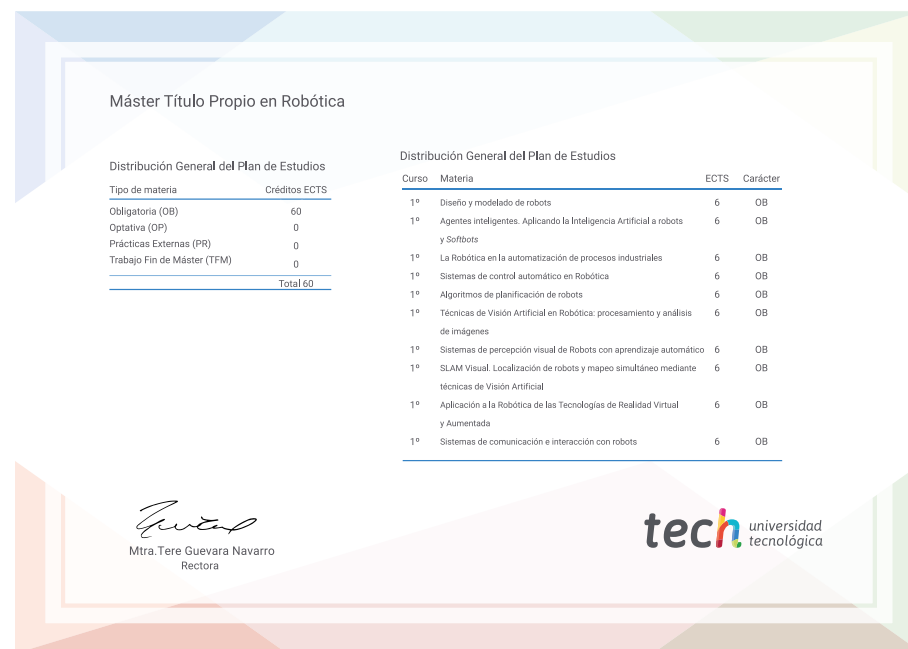 Máster Título Propio en Robótica
Distribución General del Plan de Estudios
Tipo de materia Créditos ECTS
Obligatoria (OB) 60
Optativa (OP) 0
Prácticas Externas (PR) 0
Trabajo Fin de Máster (TFM) 0
Total 60
Distribución General del Plan de Estudios
Curso Materia ECTS Carácter
1º Diseño y modelado de robots 6 OB
1º Agentes inteligentes. Aplicando la Inteligencia Artificial a robots 6 OB
y Softbots
1º La Robótica en la automatización de procesos industriales 6 OB
1º Sistemas de control automático en Robótica 6 OB
1º Algoritmos de planificación de robots 6 OB
1º Técnicas de Visión Artificial en Robótica: procesamiento y análisis 6 OB
de imágenes
1º Sistemas de percepción visual de Robots con aprendizaje automático 6 OB
1º SLAM Visual. Localización de robots y mapeo simultáneo mediante 6 OB
técnicas de Visión Artificial
1º Aplicación a la Robótica de las Tecnologías de Realidad Virtual 6 OB
y Aumentada
1º Sistemas de comunicación e interacción con robots 6 OB
Mtra.Tere Guevara Navarro
Rectora
tech universidad
tecnológica